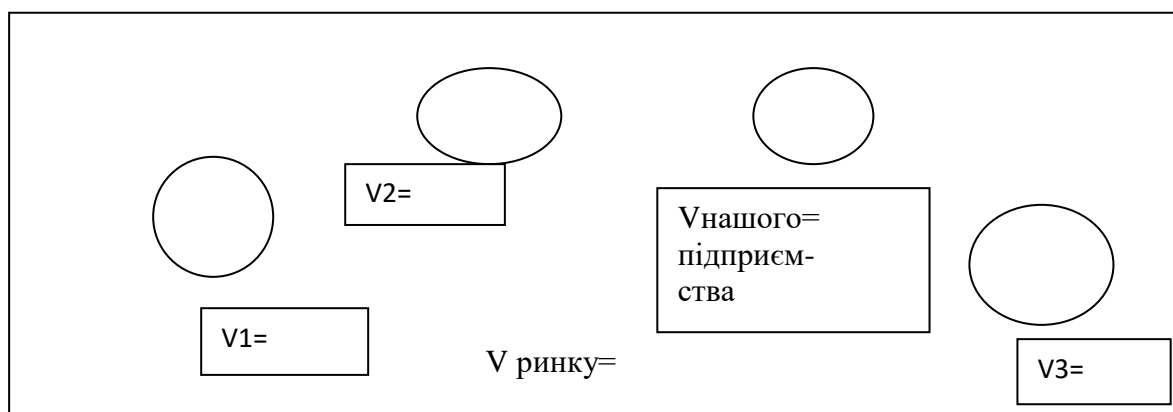 V2=
Vнашого=
підприєм-
ства
V1=
V ринку=
V3=